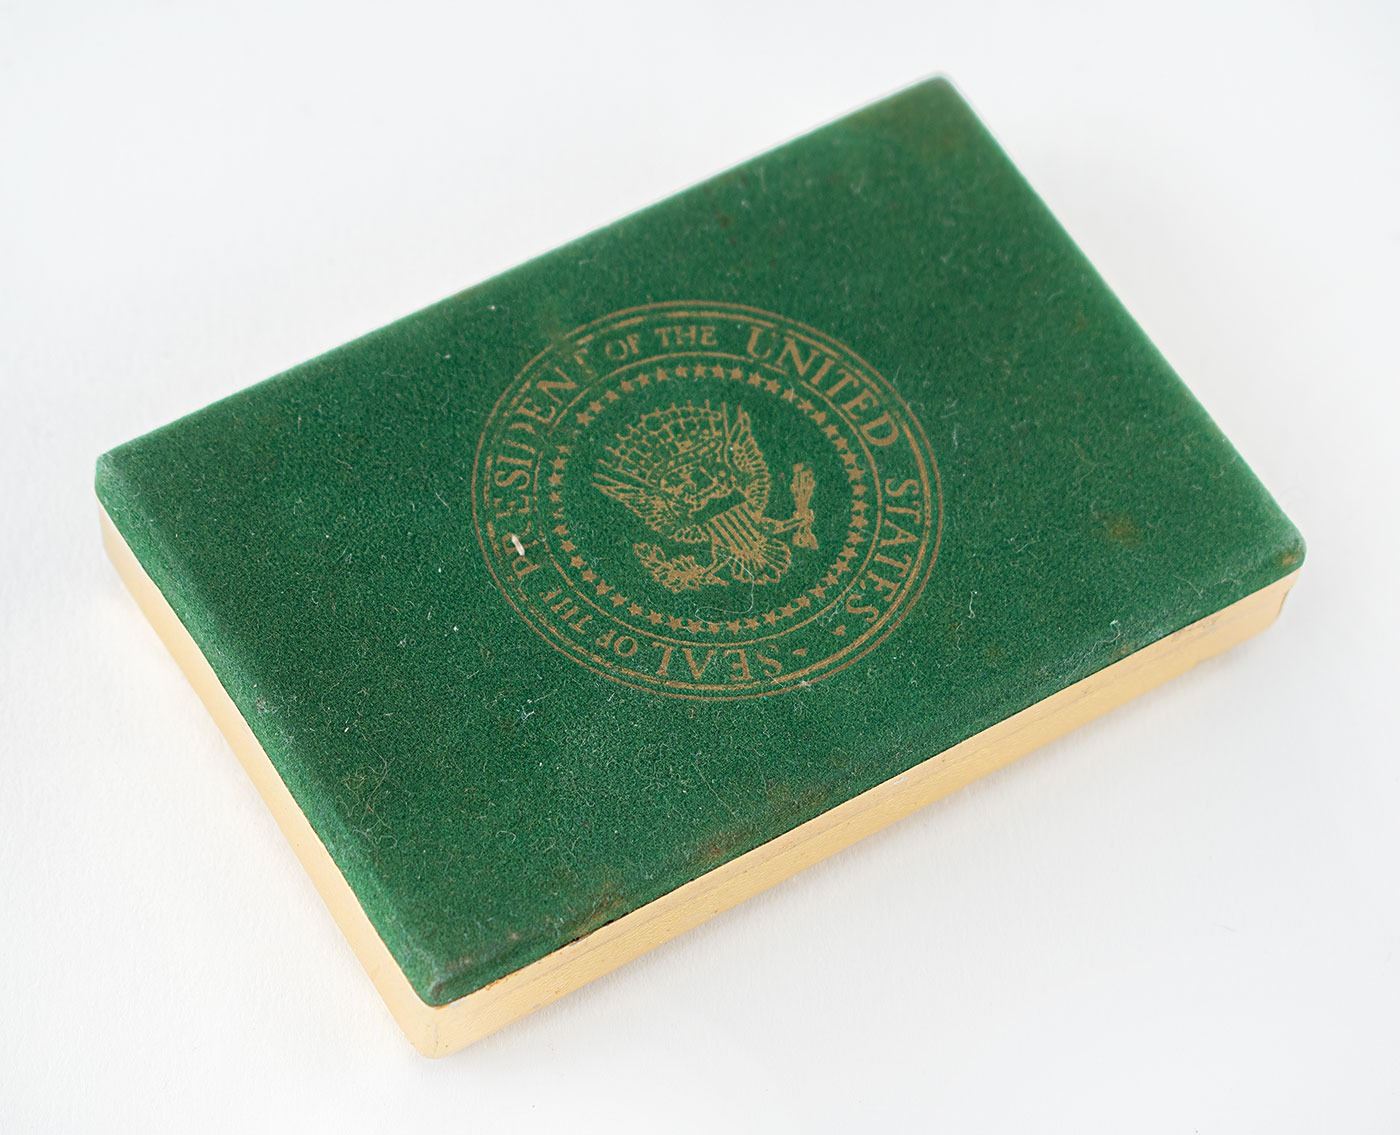 SEAL OF THE PRESIDENT OF THE UNITED STATES